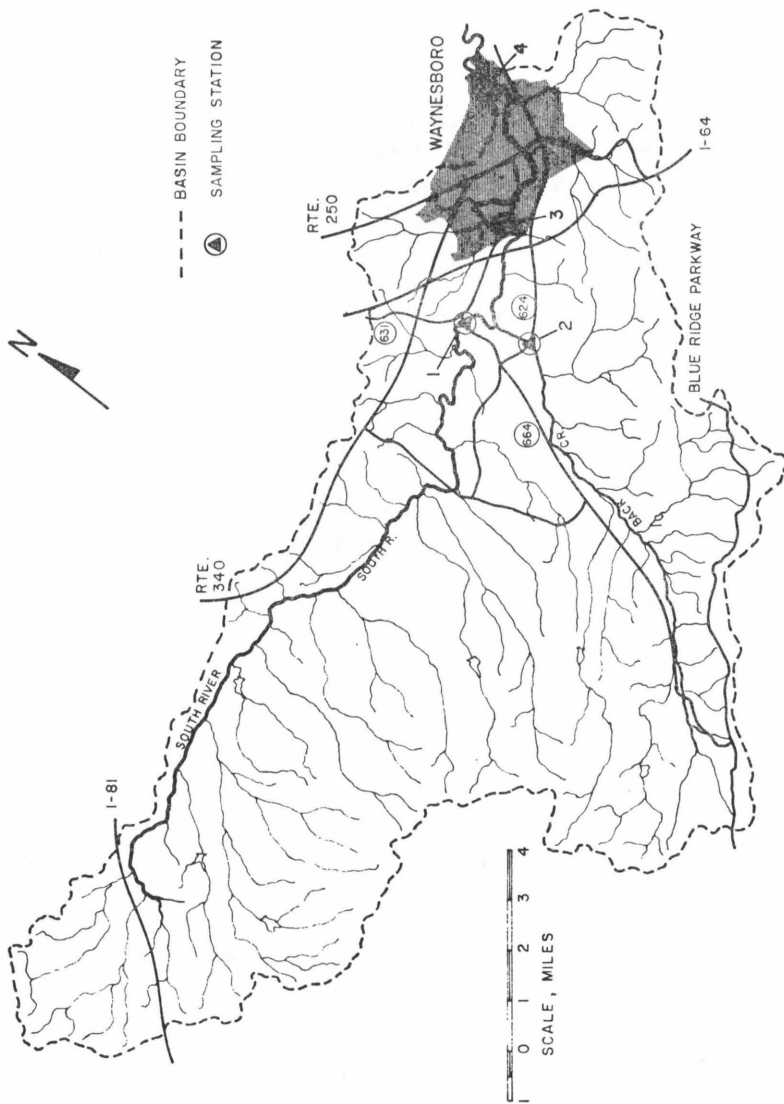 N
--- BASIN BOUNDARY
SAMPLING STATION
WAYNESBORO
RTE.
250
4
3
I-64
631
1
624
2
664
BACK
CR.
BLUE RIDGE PARKWAY
RTE.
340
SOUTH R.
SOUTH RIVER
I-81
1 0 1 2 3 4
SCALE, MILES